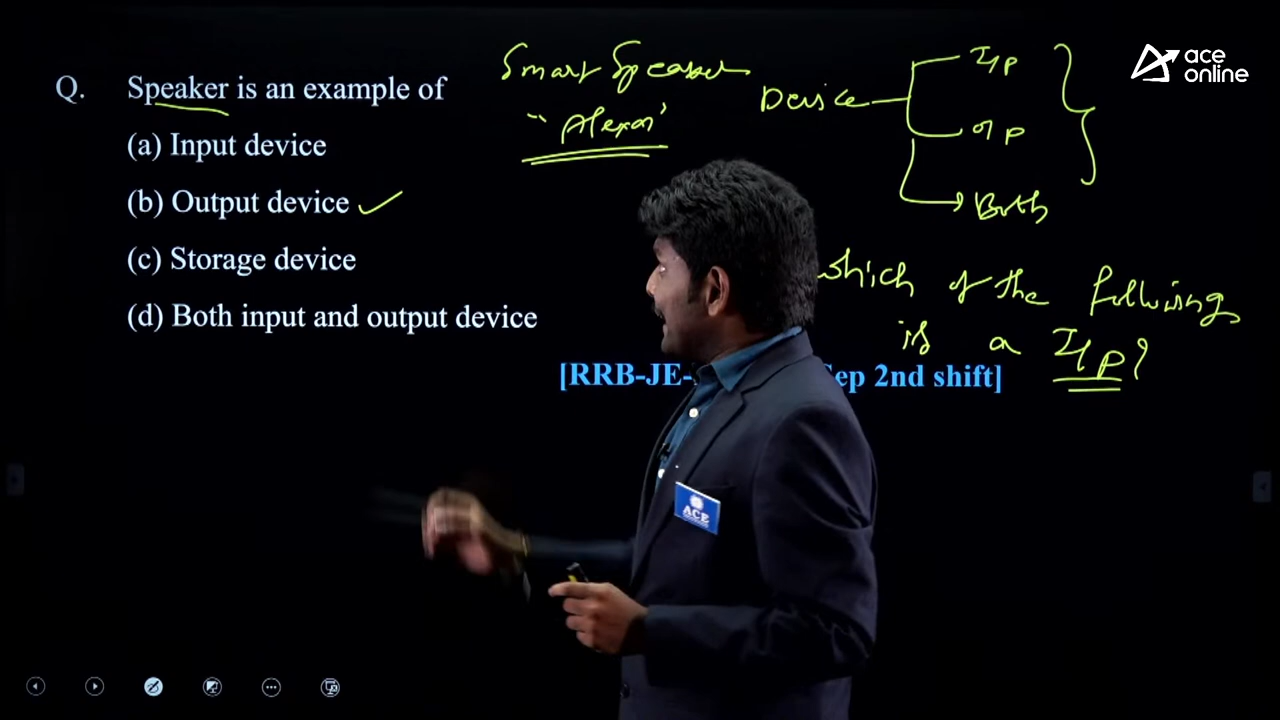 Q. Speaker is an example of
(a) Input device
(b) Output device
(c) Storage device
(d) Both input and output device
[RRB-JE- ep 2nd shift]
Smart Speaker
"Alexa"
Device
I/P
O/P
Both
which of the following
is a I/P?
ace
online
ACE